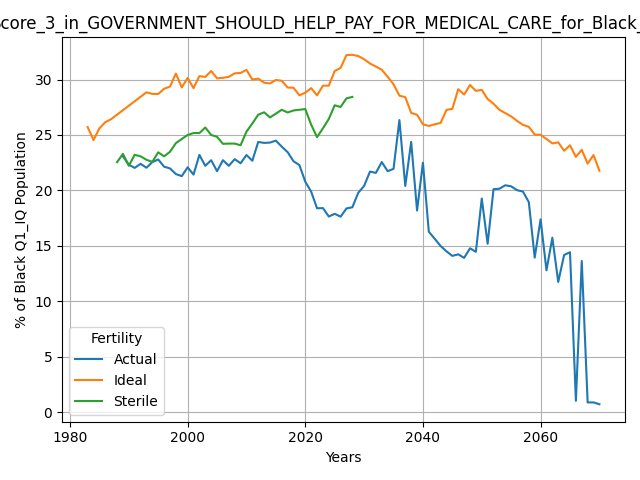 core_3_in_GOVERNMENT_SHOULD_HELP_PAY_FOR_MEDICAL_CARE_for_Black_
% of Black Q1_IQ Population
30
25
20
15
10
5
0
Fertility
Actual
Ideal
Sterile
1980
2000
2020
2040
2060
Years